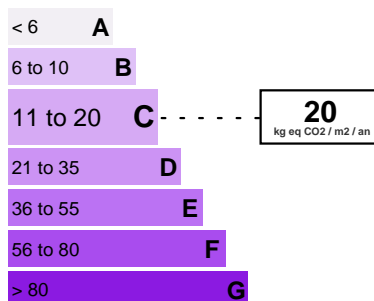 < 6 A
6 to 10 B
11 to 20 C
20
kg eq CO2 / m2 / an
21 to 35 D
36 to 55 E
56 to 80 F
> 80 G